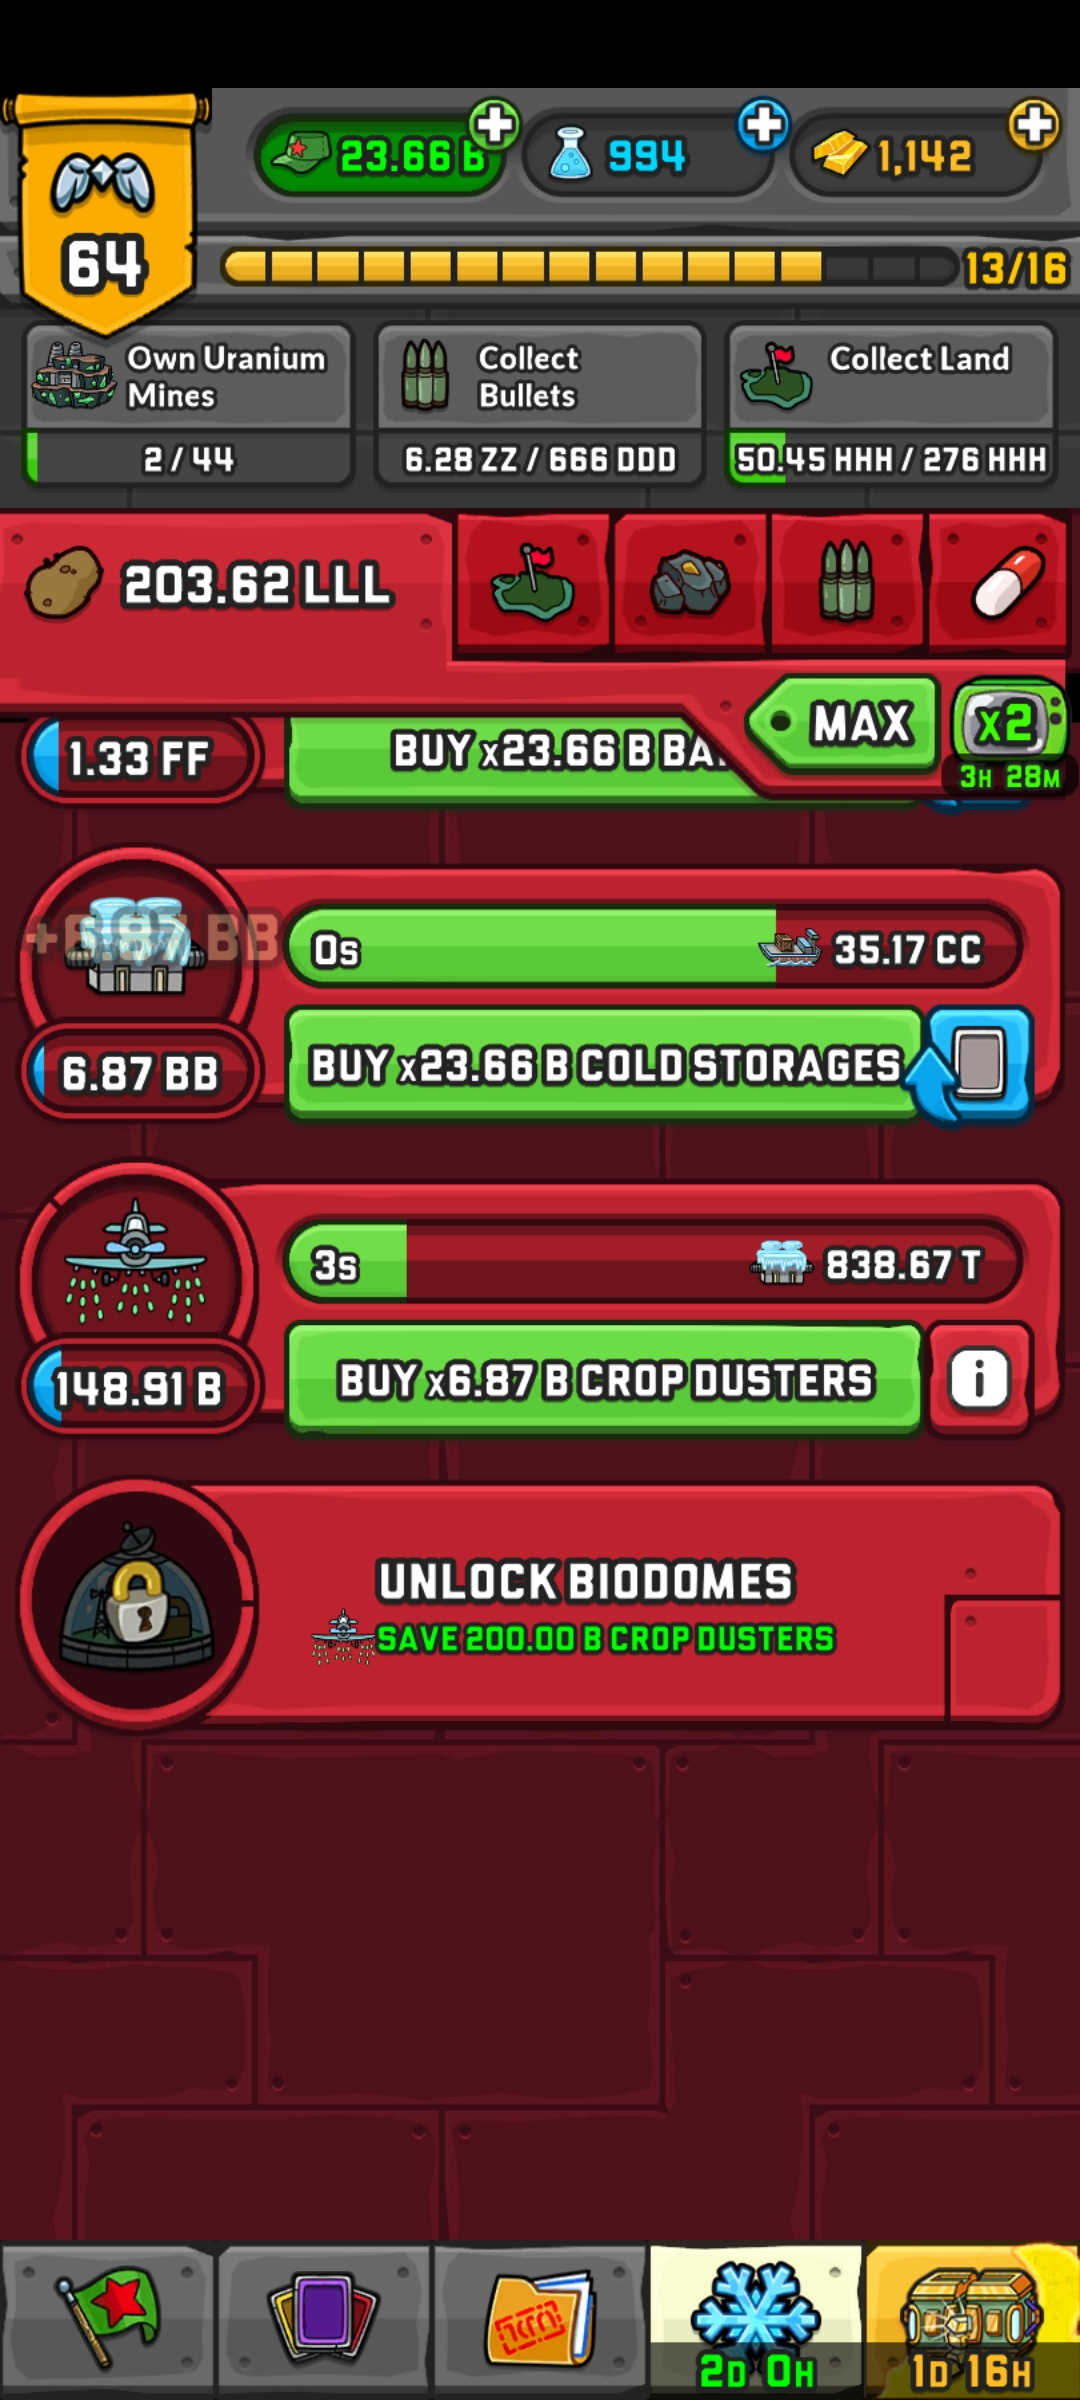 64
23.66 B
994
1,142
13/16
Own Uranium
Mines
2 / 44
Collect
Bullets
6.28 ZZ / 666 DDD
Collect Land
50.45 HHH / 276 HHH
203.62 LLL
MAX
x2
3H 28M
1.33 FF
BUY x23.66 B BA
+6.87 BB
0s
35.17 CC
6.87 BB
BUY x23.66 B COLD STORAGES
3s
838.67 T
148.91 B
BUY x6.87 B CROP DUSTERS
i
UNLOCK BIODOMES
SAVE 200.00 B CROP DUSTERS
2D 0H
1D 16H